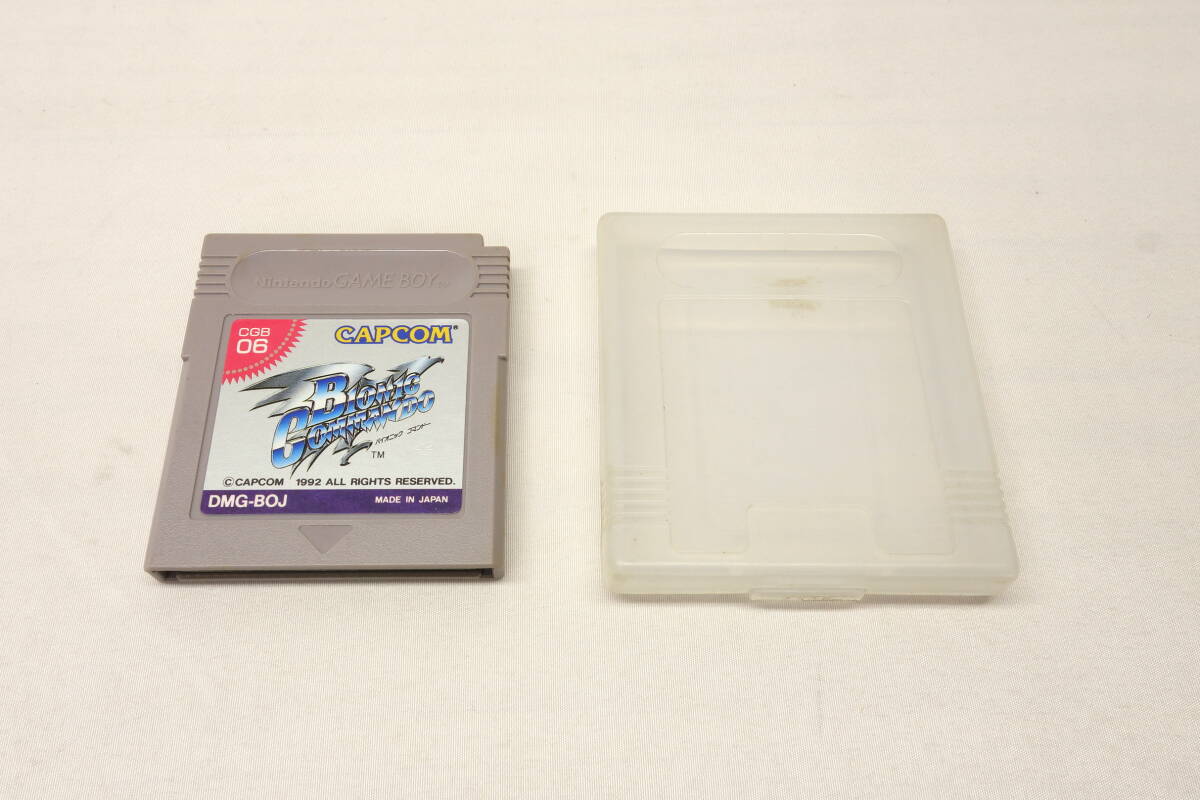 Nintendo GAME BOY™
CGB
06
CAPCOM®
BIONIC
COMMANDO
バイオニック コマンドー
TM
©CAPCOM 1992 ALL RIGHTS RESERVED.
DMG-BOJ
MADE IN JAPAN